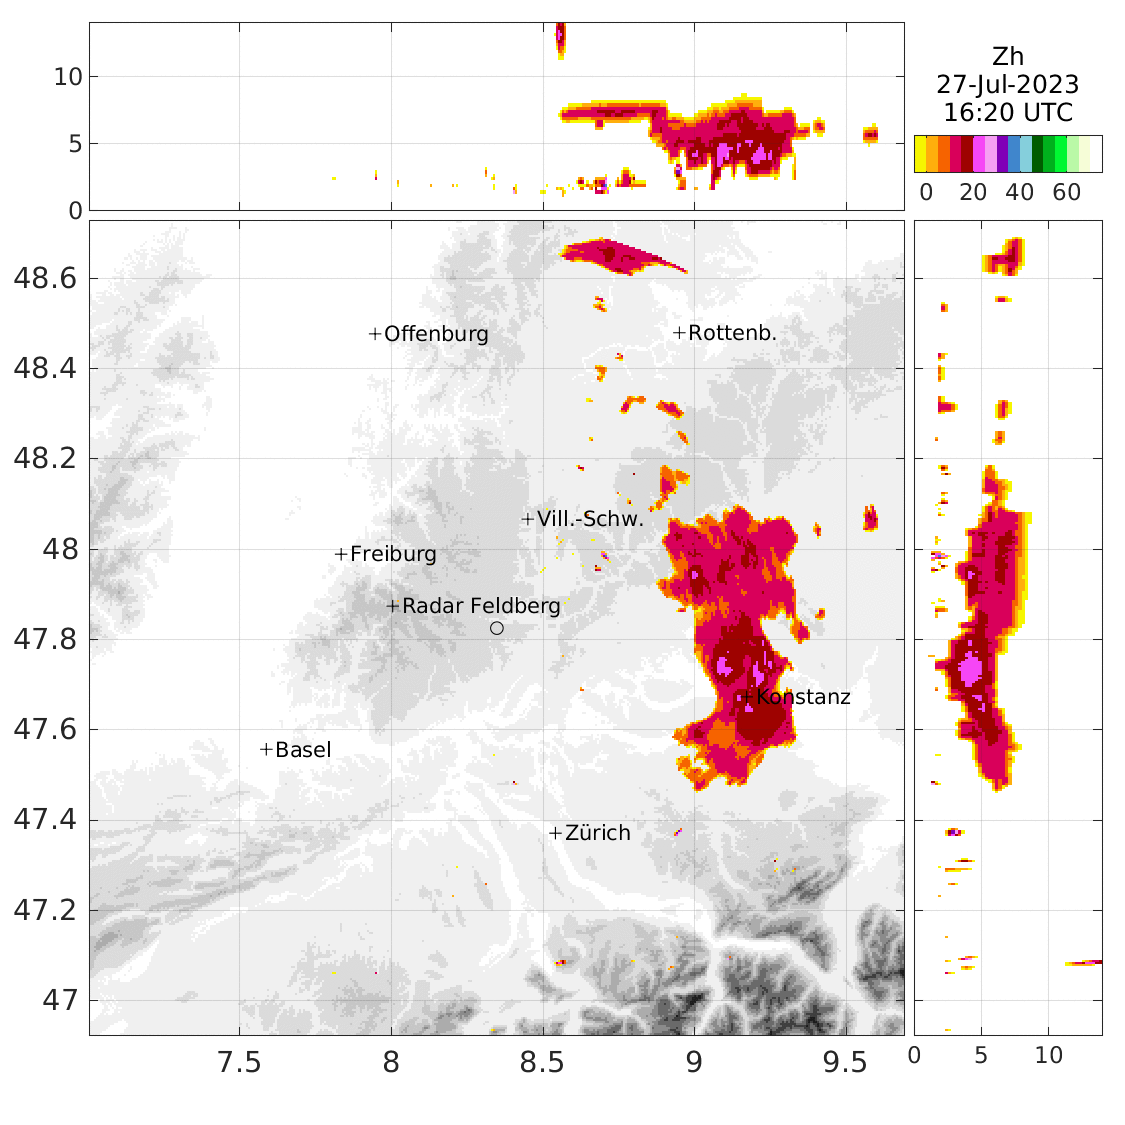 10
5
0
Zh
27-Jul-2023
16:20 UTC
0 20 40 60
48.6
48.4
48.2
48
47.8
47.6
47.4
47.2
47
Offenburg
Rottenb.
Vill.-Schw.
Freiburg
Radar Feldberg
Konstanz
Basel
Zürich
7.5 8 8.5 9 9.5
0 5 10